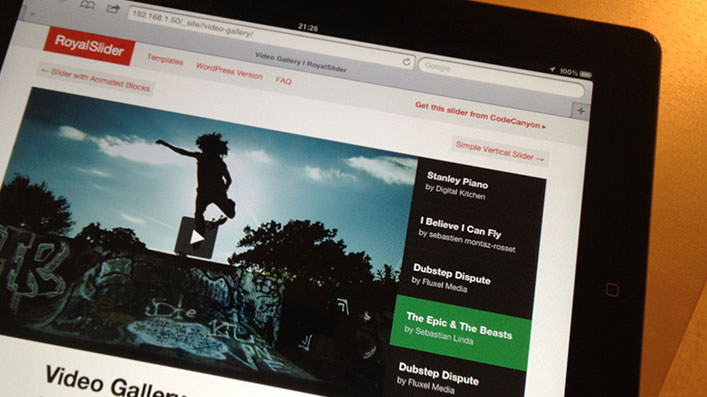 21:26
100%
192.168.1.50/_site//video-gallery/
Video Gallery | RoyalSlider
Google
RoyalSlider
Templates
WordPress Version
FAQ
Get this slider from CodeCanyon ▸
← Slider with Animated Blocks
Simple Vertical Slider →
Stanley Piano
by Digital Kitchen
I Believe I Can Fly
by sebastien montaz-rosset
Dubstep Dispute
by Fluxel Media
The Epic & The Beasts
by Sebastian Linda
Dubstep Dispute
by Fluxel Media
Die
Video Gallery